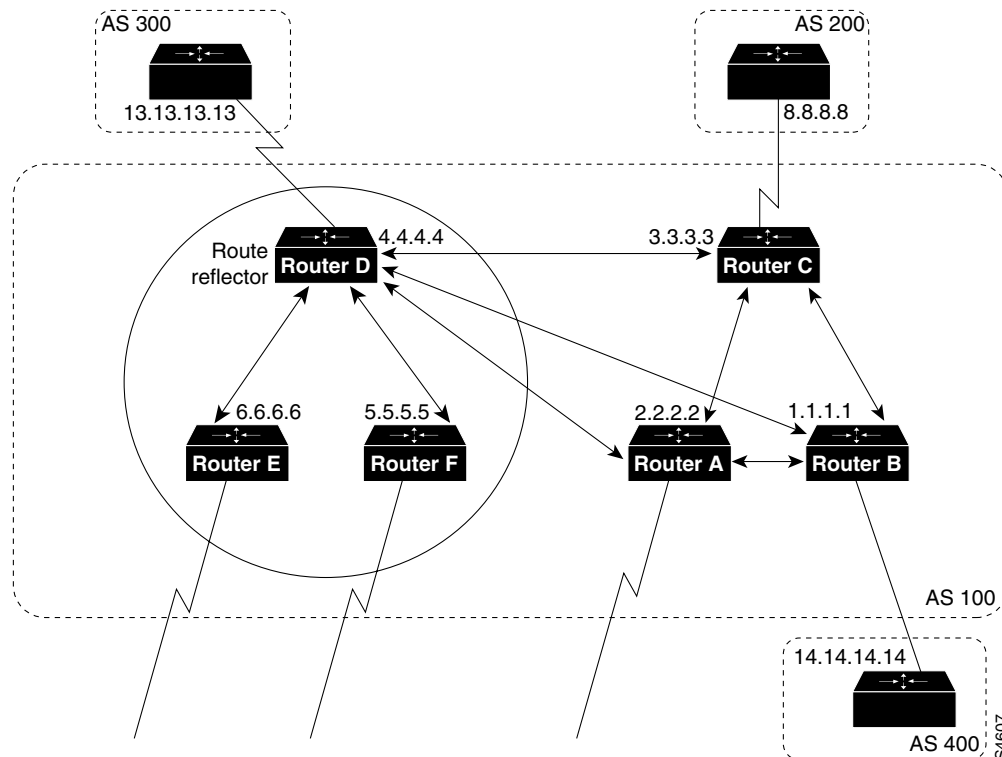 AS 300
AS 200
13.13.13.13
8.8.8.8
4.4.4.4
3.3.3.3
Route
reflector
Router D
Router C
6.6.6.6
5.5.5.5
2.2.2.2
1.1.1.1
Router E
Router F
Router A
Router B
AS 100
14.14.14.14
AS 400
S4607